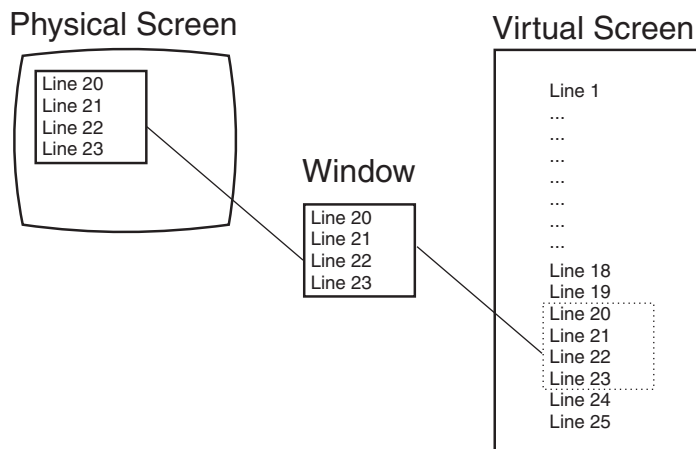 Physical Screen
Line 20
Line 21
Line 22
Line 23
Window
Line 20
Line 21
Line 22
Line 23
Virtual Screen
Line 1
...
...
...
...
...
...
...
Line 18
Line 19
Line 20
Line 21
Line 22
Line 23
Line 24
Line 25